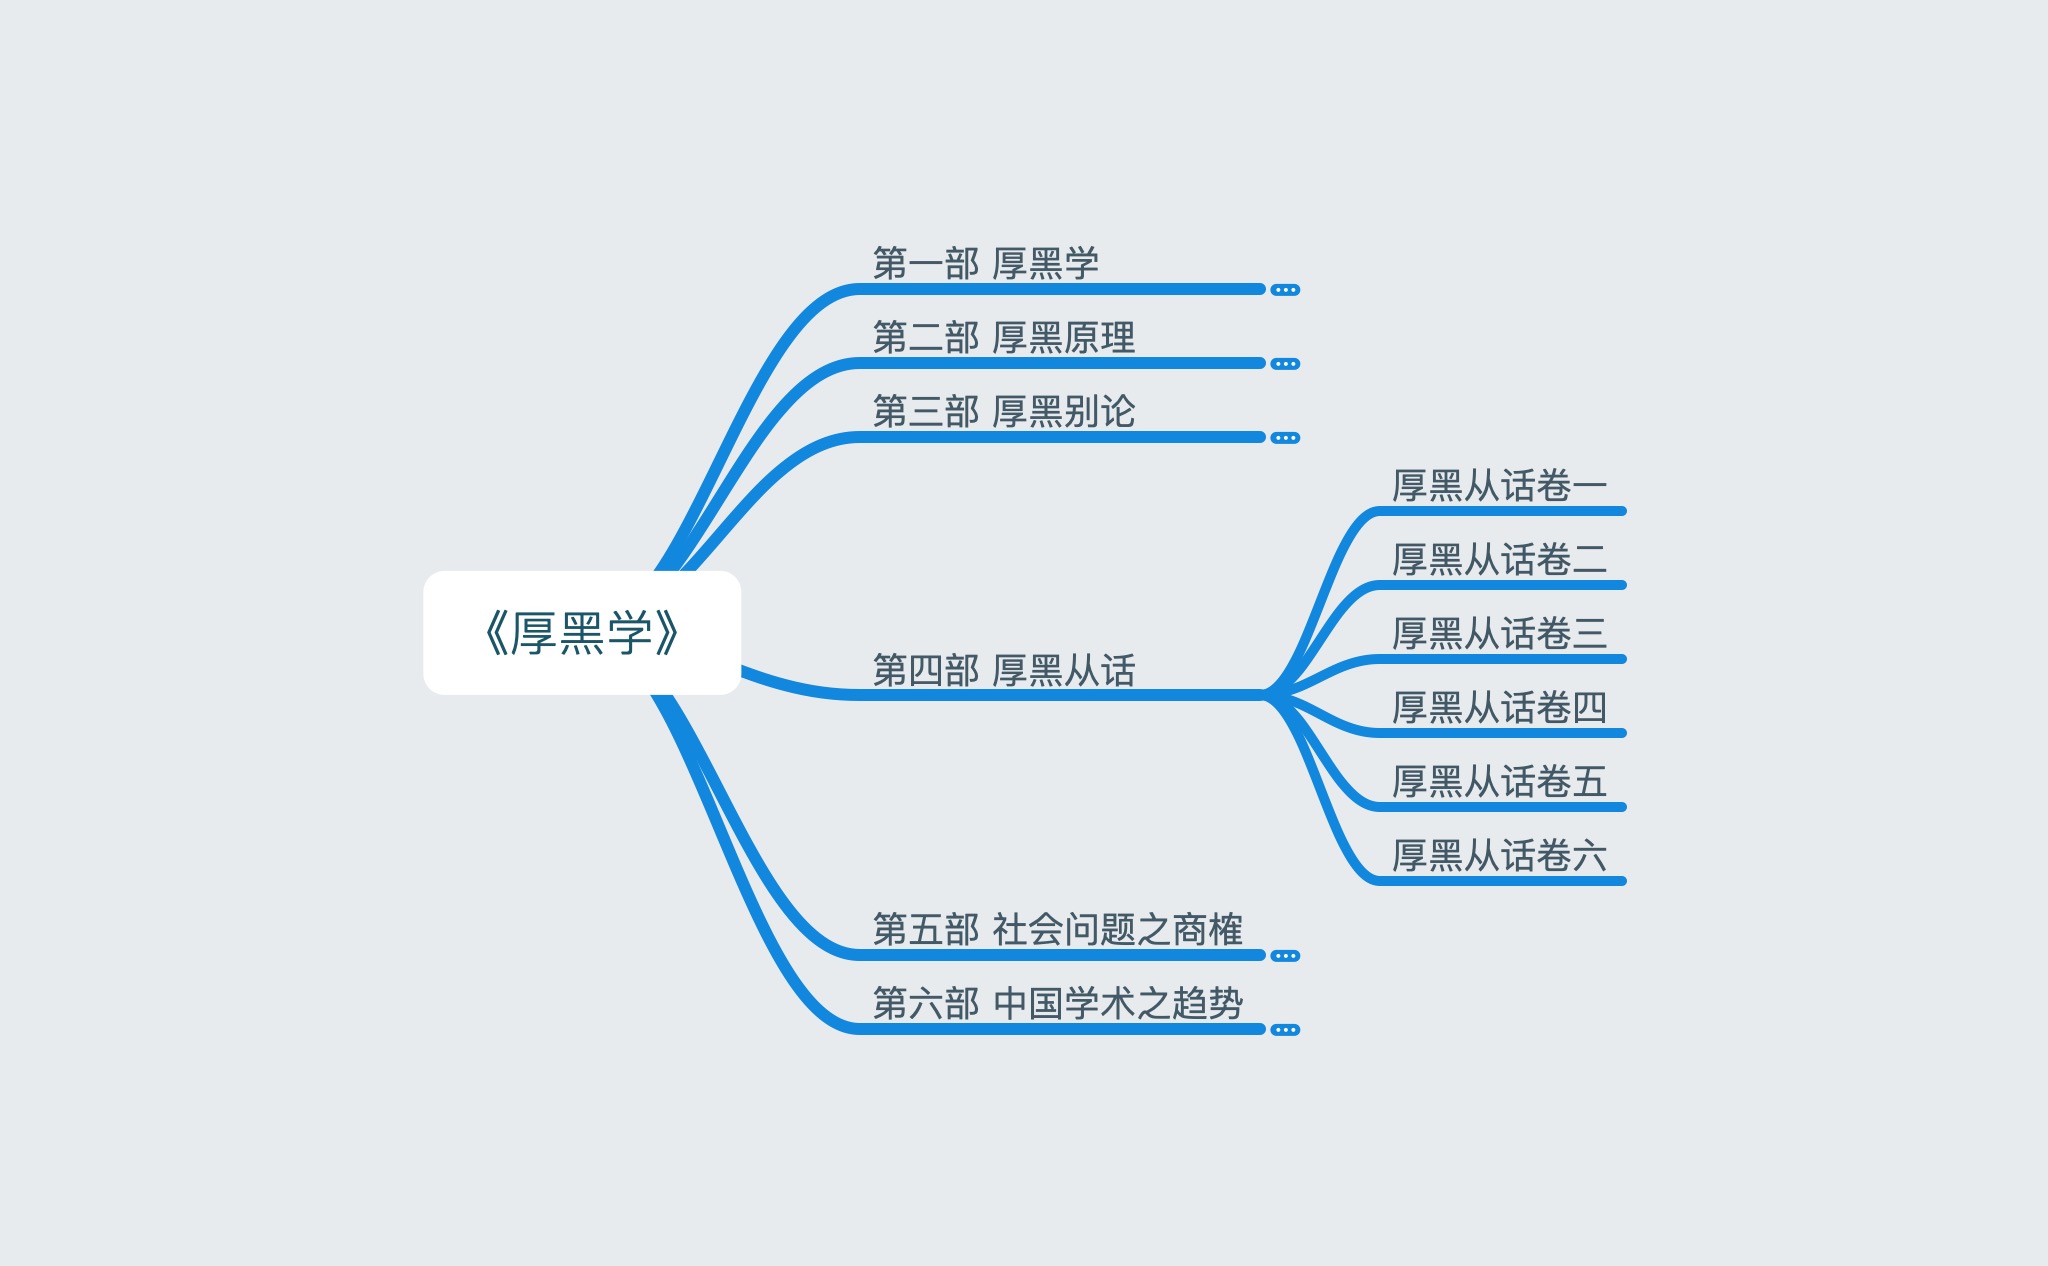 《厚黑学》
第一部 厚黑学
第二部 厚黑原理
第三部 厚黑别论
第四部 厚黑从话
厚黑从话卷一
厚黑从话卷二
厚黑从话卷三
厚黑从话卷四
厚黑从话卷五
厚黑从话卷六
第五部 社会问题之商榷
第六部 中国学术之趋势